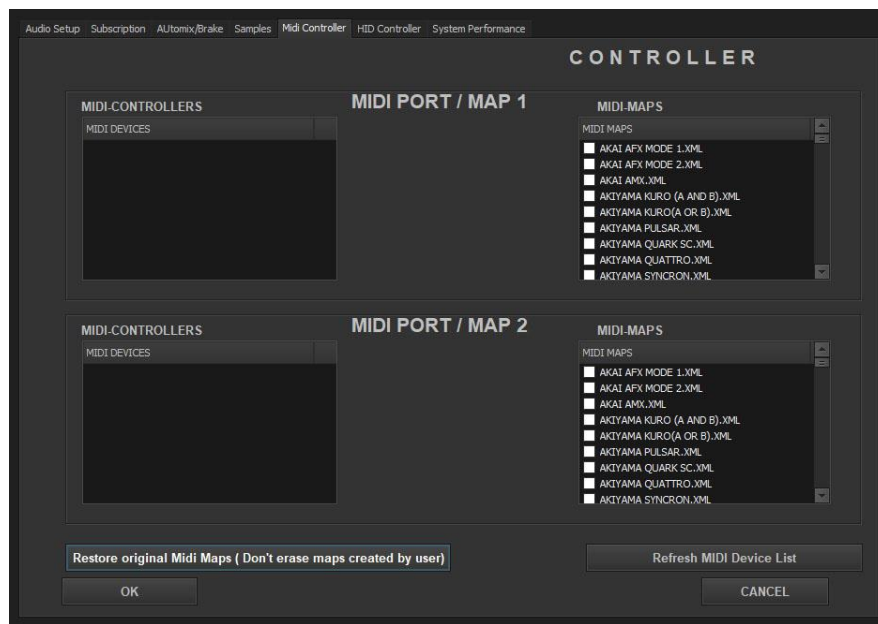 Audio Setup Subscription AUtomix/Brake Samples Midi Controller HID Controller System Performance
CONTROLLER
MIDI-CONTROLLERS MIDI PORT / MAP 1 MIDI-MAPS
MIDI DEVICES MIDI MAPS
AKAI AFX MODE 1.XML
AKAI AFX MODE 2.XML
AKAI AMX.XML
AKIYAMA KURO (A AND B).XML
AKIYAMA KURO(A OR B).XML
AKIYAMA PULSAR.XML
AKIYAMA QUARK SC.XML
AKIYAMA QUATTRO.XML
AKIYAMA SYNCRON.XML
MIDI-CONTROLLERS MIDI PORT / MAP 2 MIDI-MAPS
MIDI DEVICES MIDI MAPS
AKAI AFX MODE 1.XML
AKAI AFX MODE 2.XML
AKAI AMX.XML
AKIYAMA KURO (A AND B).XML
AKIYAMA KURO(A OR B).XML
AKIYAMA PULSAR.XML
AKIYAMA QUARK SC.XML
AKIYAMA QUATTRO.XML
AKIYAMA SYNCRON.XML
Restore original Midi Maps ( Don't erase maps created by user) Refresh MIDI Device List
OK CANCEL